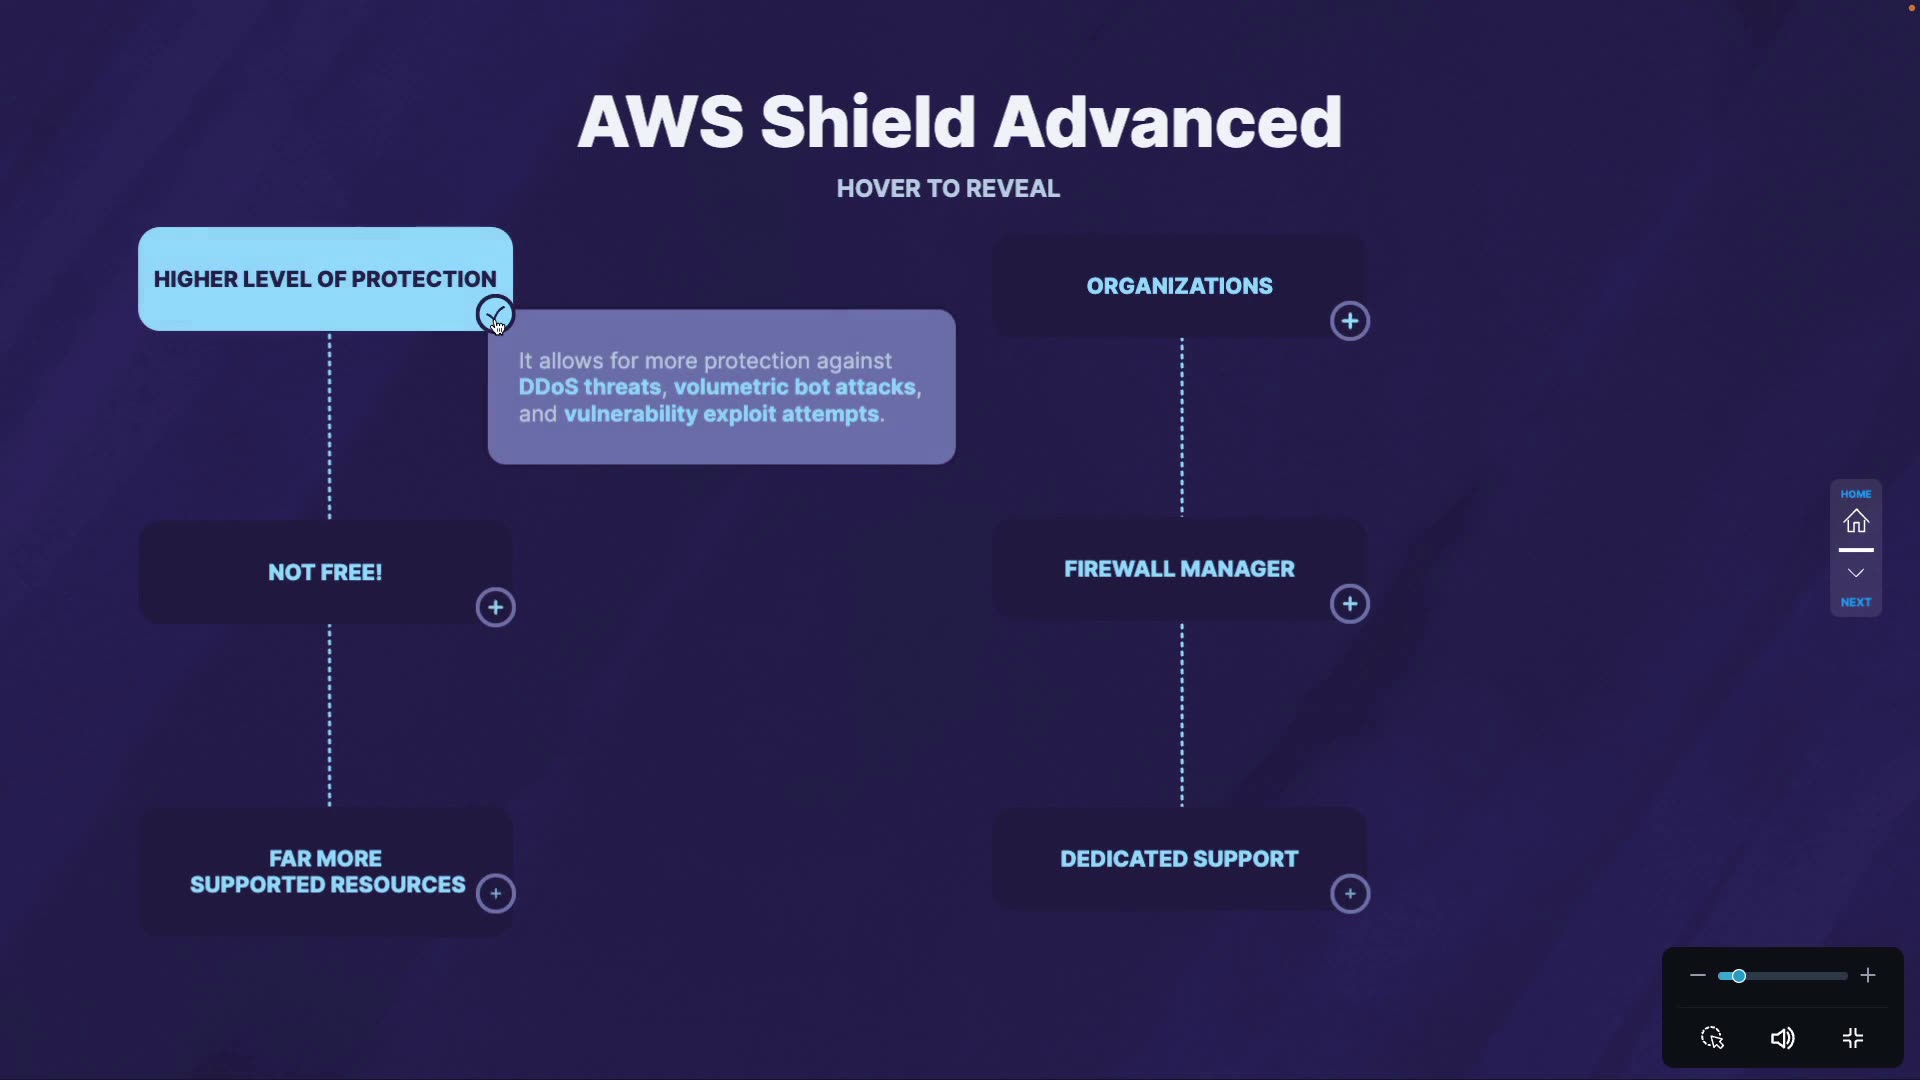 AWS Shield Advanced
HOVER TO REVEAL
HIGHER LEVEL OF PROTECTION
It allows for more protection against
DDoS threats, volumetric bot attacks,
and vulnerability exploit attempts.
NOT FREE!
FAR MORE
SUPPORTED RESOURCES
ORGANIZATIONS
FIREWALL MANAGER
DEDICATED SUPPORT
HOME
NEXT